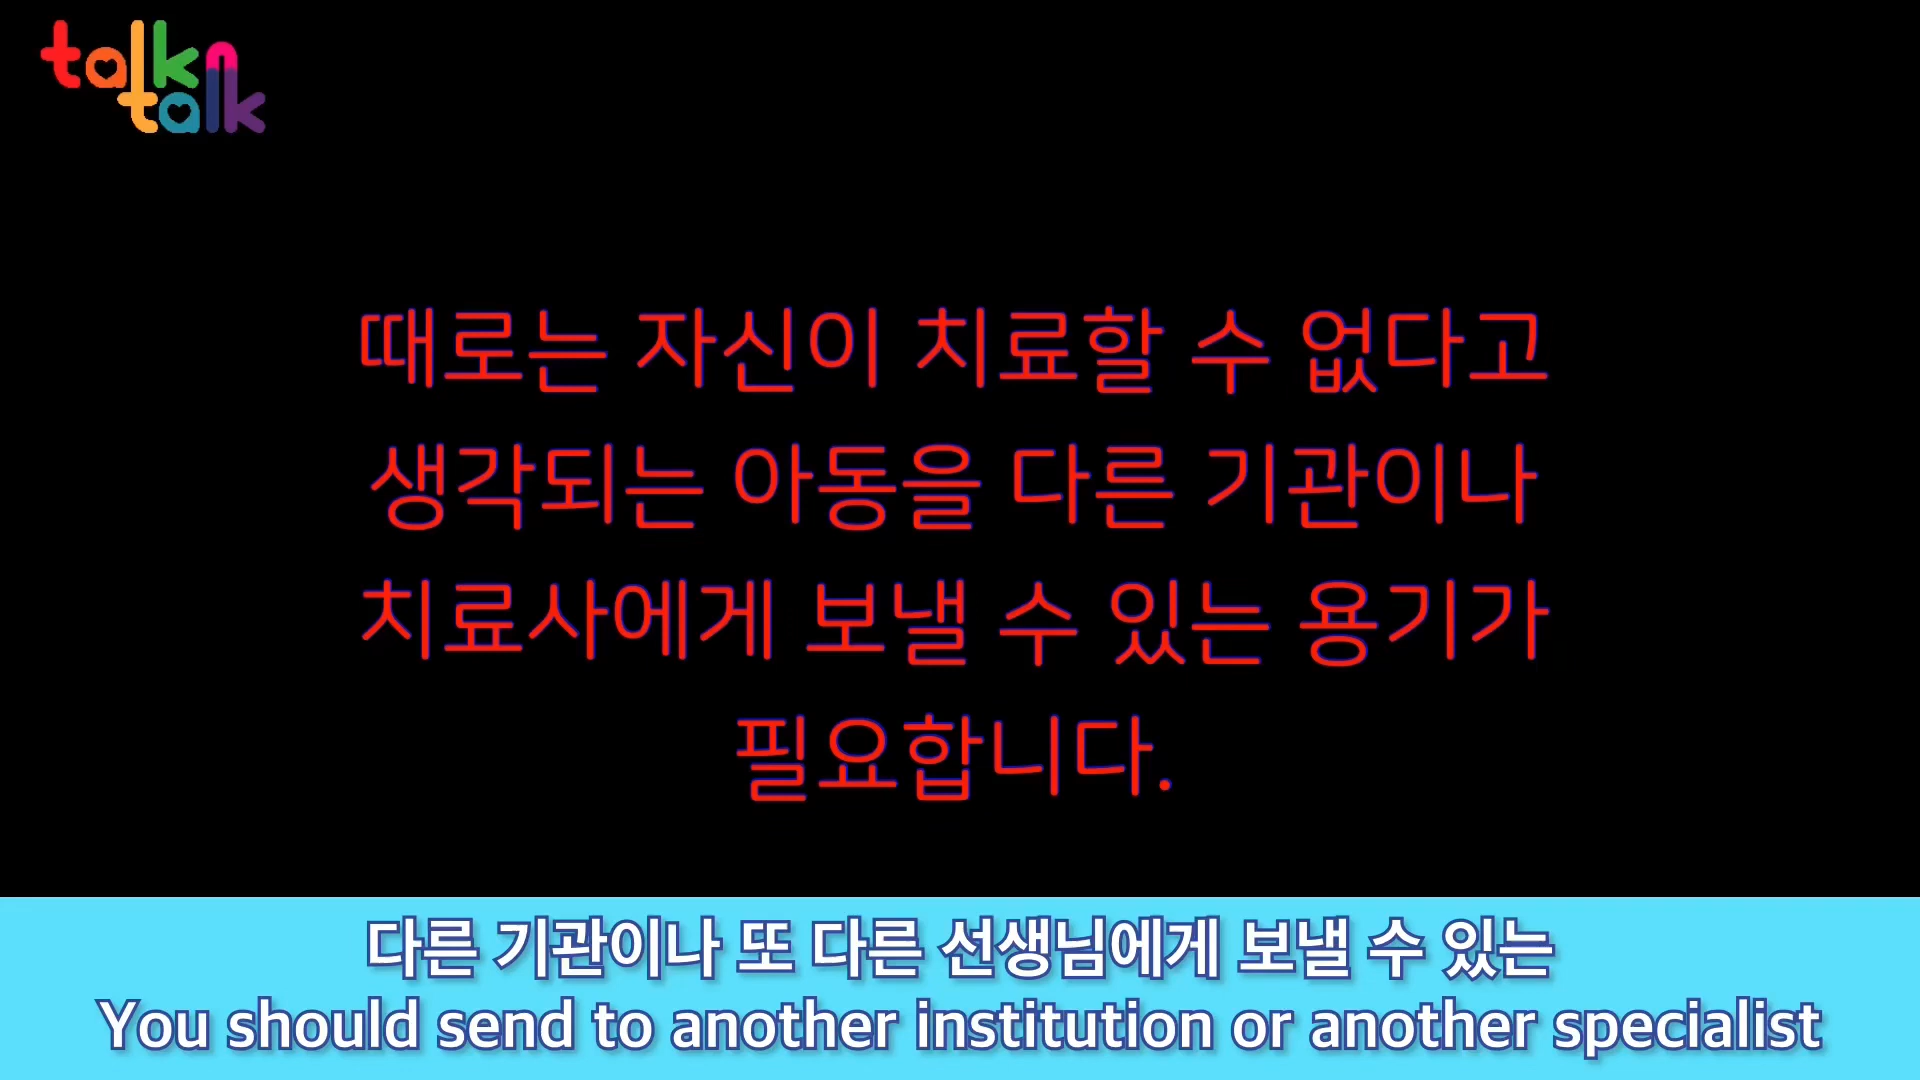 talk n
talk
때로는 자신이 치료할 수 없다고
생각되는 아동을 다른 기관이나
치료사에게 보낼 수 있는 용기가
필요합니다.
다른 기관이나 또 다른 선생님에게 보낼 수 있는
You should send to another institution or another specialist